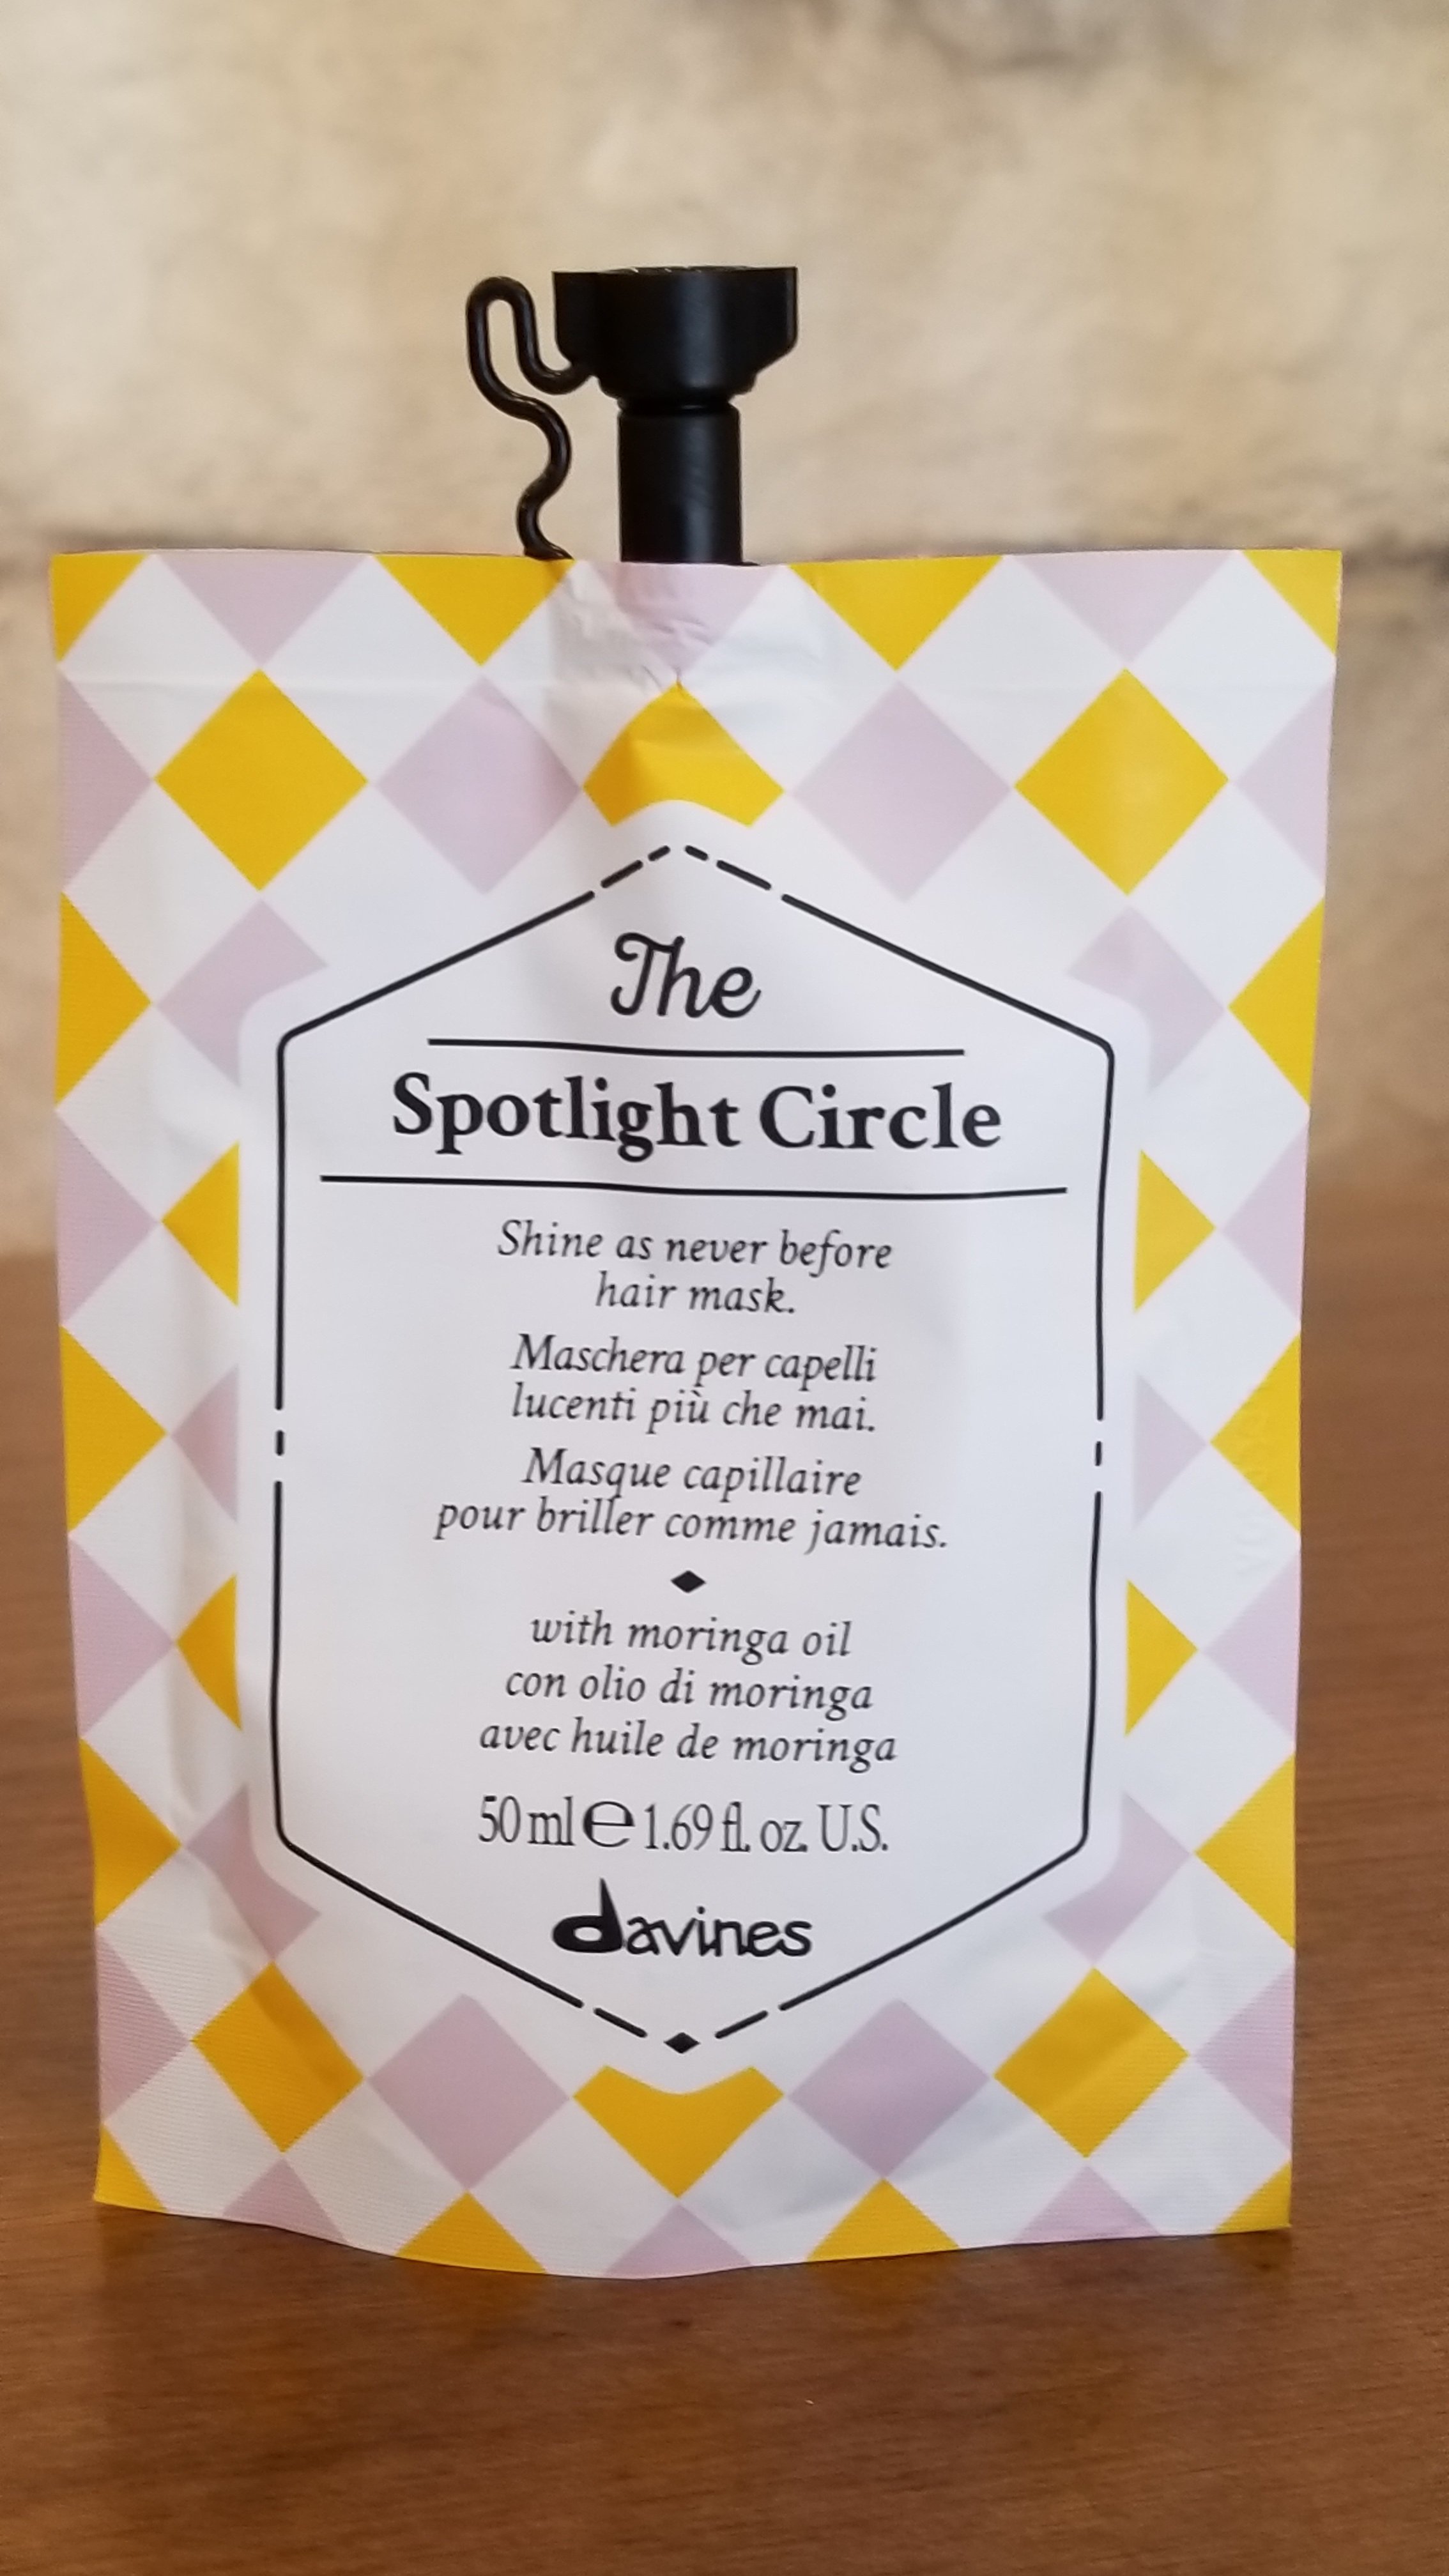 The
Spotlight Circle
Shine as never before
hair mask.
Maschera per capelli
lucenti più che mai.
Masque capillaire
pour briller comme jamais.
with moringa oil
con olio di moringa
avec huile de moringa
50 ml ℮ 1.69 fl. oz. U.S.
davines